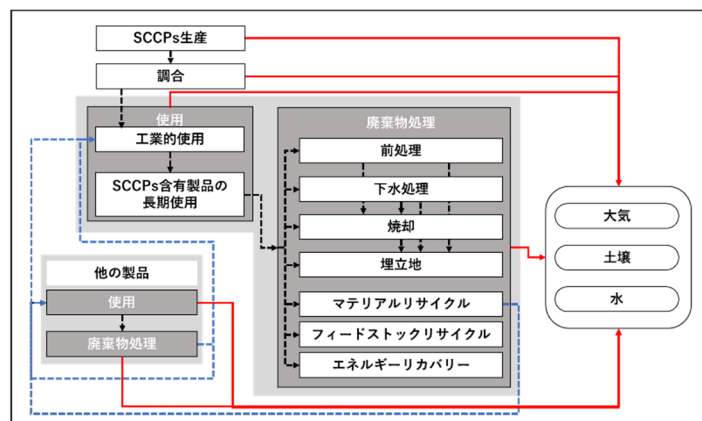 SCCPs生産
調合
使用
工業的使用
SCCPs含有製品の
長期使用
廃棄物処理
前処理
下水処理
焼却
埋立地
マテリアルリサイクル
フィードストックリサイクル
エネルギーリカバリー
他の製品
使用
廃棄物処理
大気
土壌
水